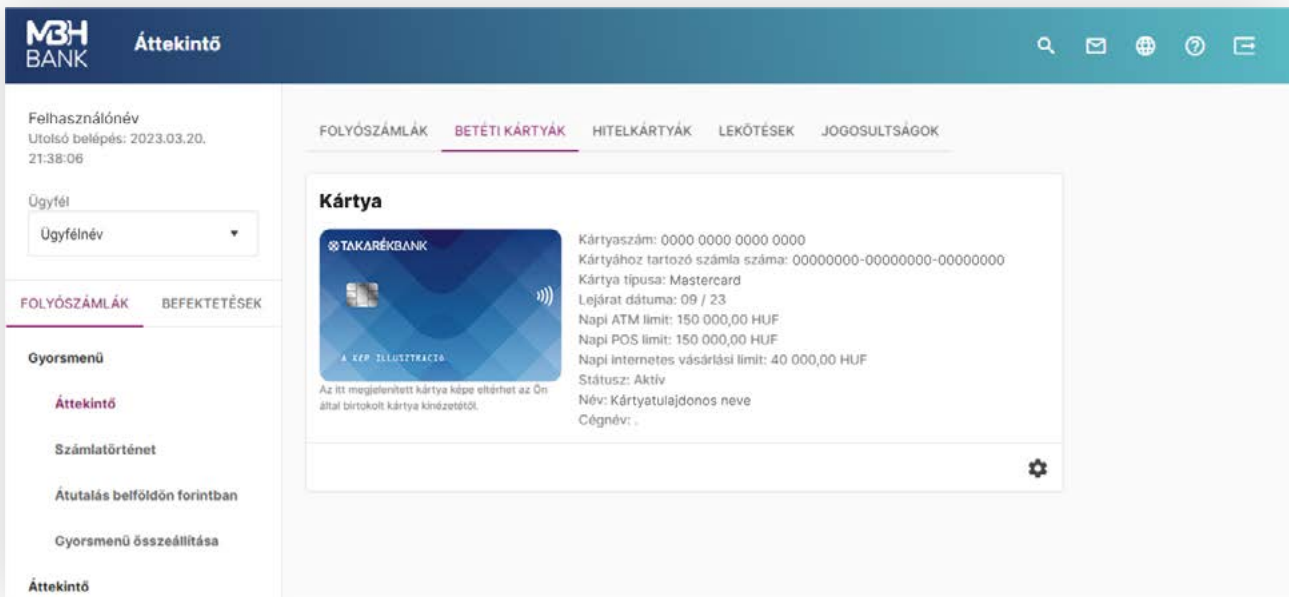 MBH
BANK
Áttekintő
Felhasználónév
Utolsó belépés: 2023.03.20.
21:38:06
Ügyfél
Ügyfélnév
FOLYÓSZÁMLÁK BEFEKTETÉSEK
Gyorsmenü
Áttekintő
Számlatörténet
Átutalás belföldön forintban
Gyorsmenü összeállítása
Áttekintő
FOLYÓSZÁMLÁK BETÉTI KÁRTYÁK HITELKÁRTYÁK LEKÖTÉSEK JOGOSULTSÁGOK
Kártya
TAKARÉKBANK
A KÉP ILLUSZTRÁCIÓ
Az itt megjelenített kártya képe eltérhet az Ön
által birtokolt kártya kinézetétől.
Kártyaszám: 0000 0000 0000 0000
Kártyához tartozó számla száma: 00000000-00000000-00000000
Kártya típusa: Mastercard
Lejárat dátuma: 09 / 23
Napi ATM limit: 150 000,00 HUF
Napi POS limit: 150 000,00 HUF
Napi internetes vásárlási limit: 40 000,00 HUF
Státusz: Aktív
Név: Kártyatulajdonos neve
Cégnév: .